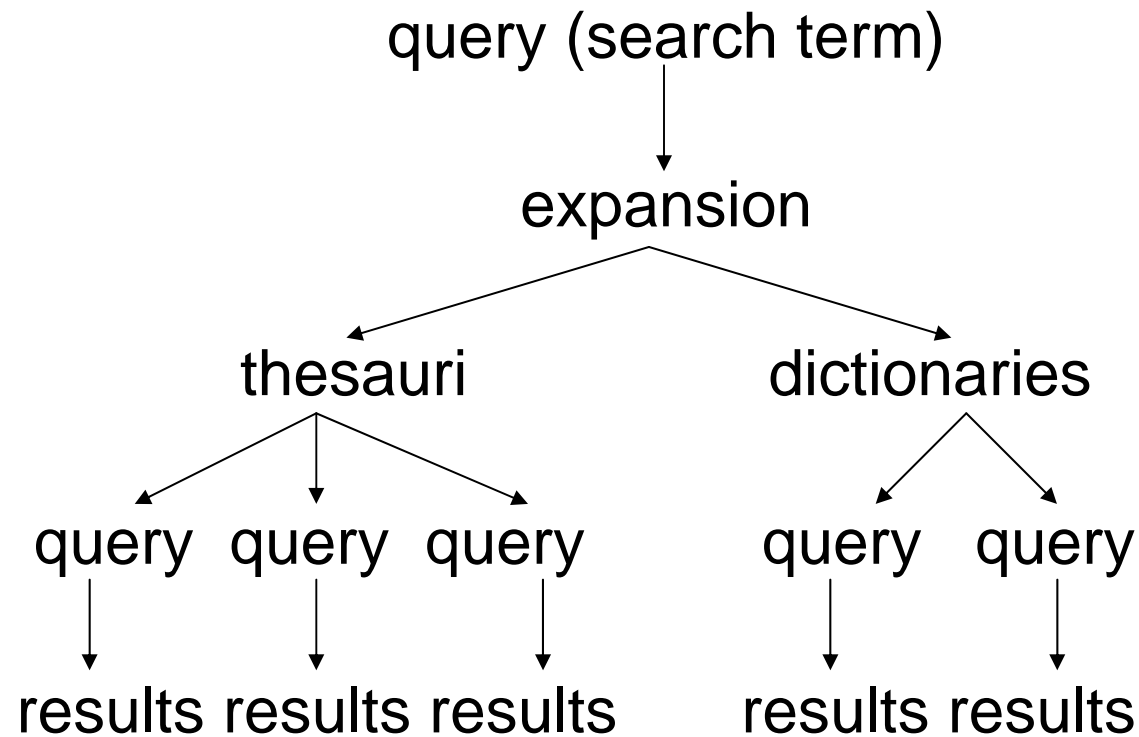 query (search term)
expansion
thesauri dictionaries
query query query query query
results results results results results